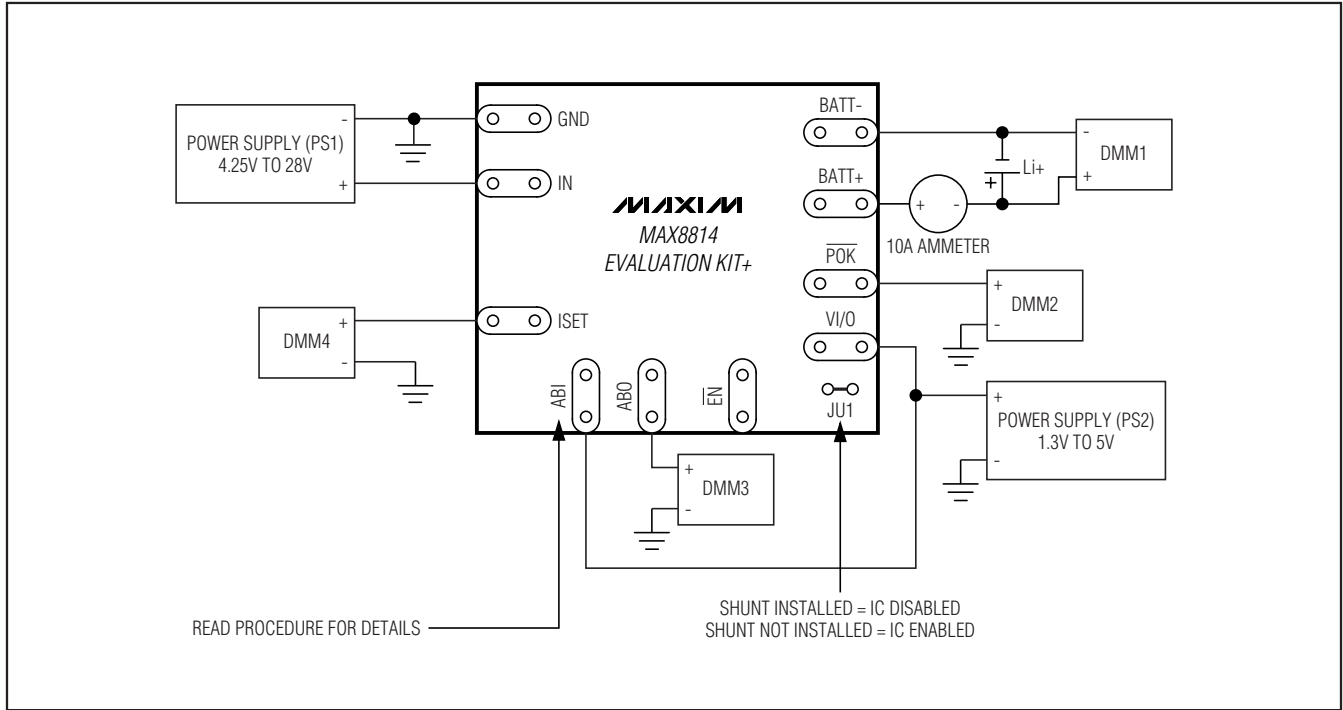 POWER SUPPLY (PS1)
4.25V TO 28V
-
+
GND
IN
MAXIM
MAX8814
EVALUATION KIT+
BATT-
BATT+
Li+
+
-
+
DMM1
+ -
10A AMMETER
P̅O̅K̅
+
-
DMM2
VI/O
DMM4
+
-
ISET
ABI
ABO
E̅N̅
JU1
+
-
POWER SUPPLY (PS2)
1.3V TO 5V
+
-
DMM3
READ PROCEDURE FOR DETAILS
SHUNT INSTALLED = IC DISABLED
SHUNT NOT INSTALLED = IC ENABLED